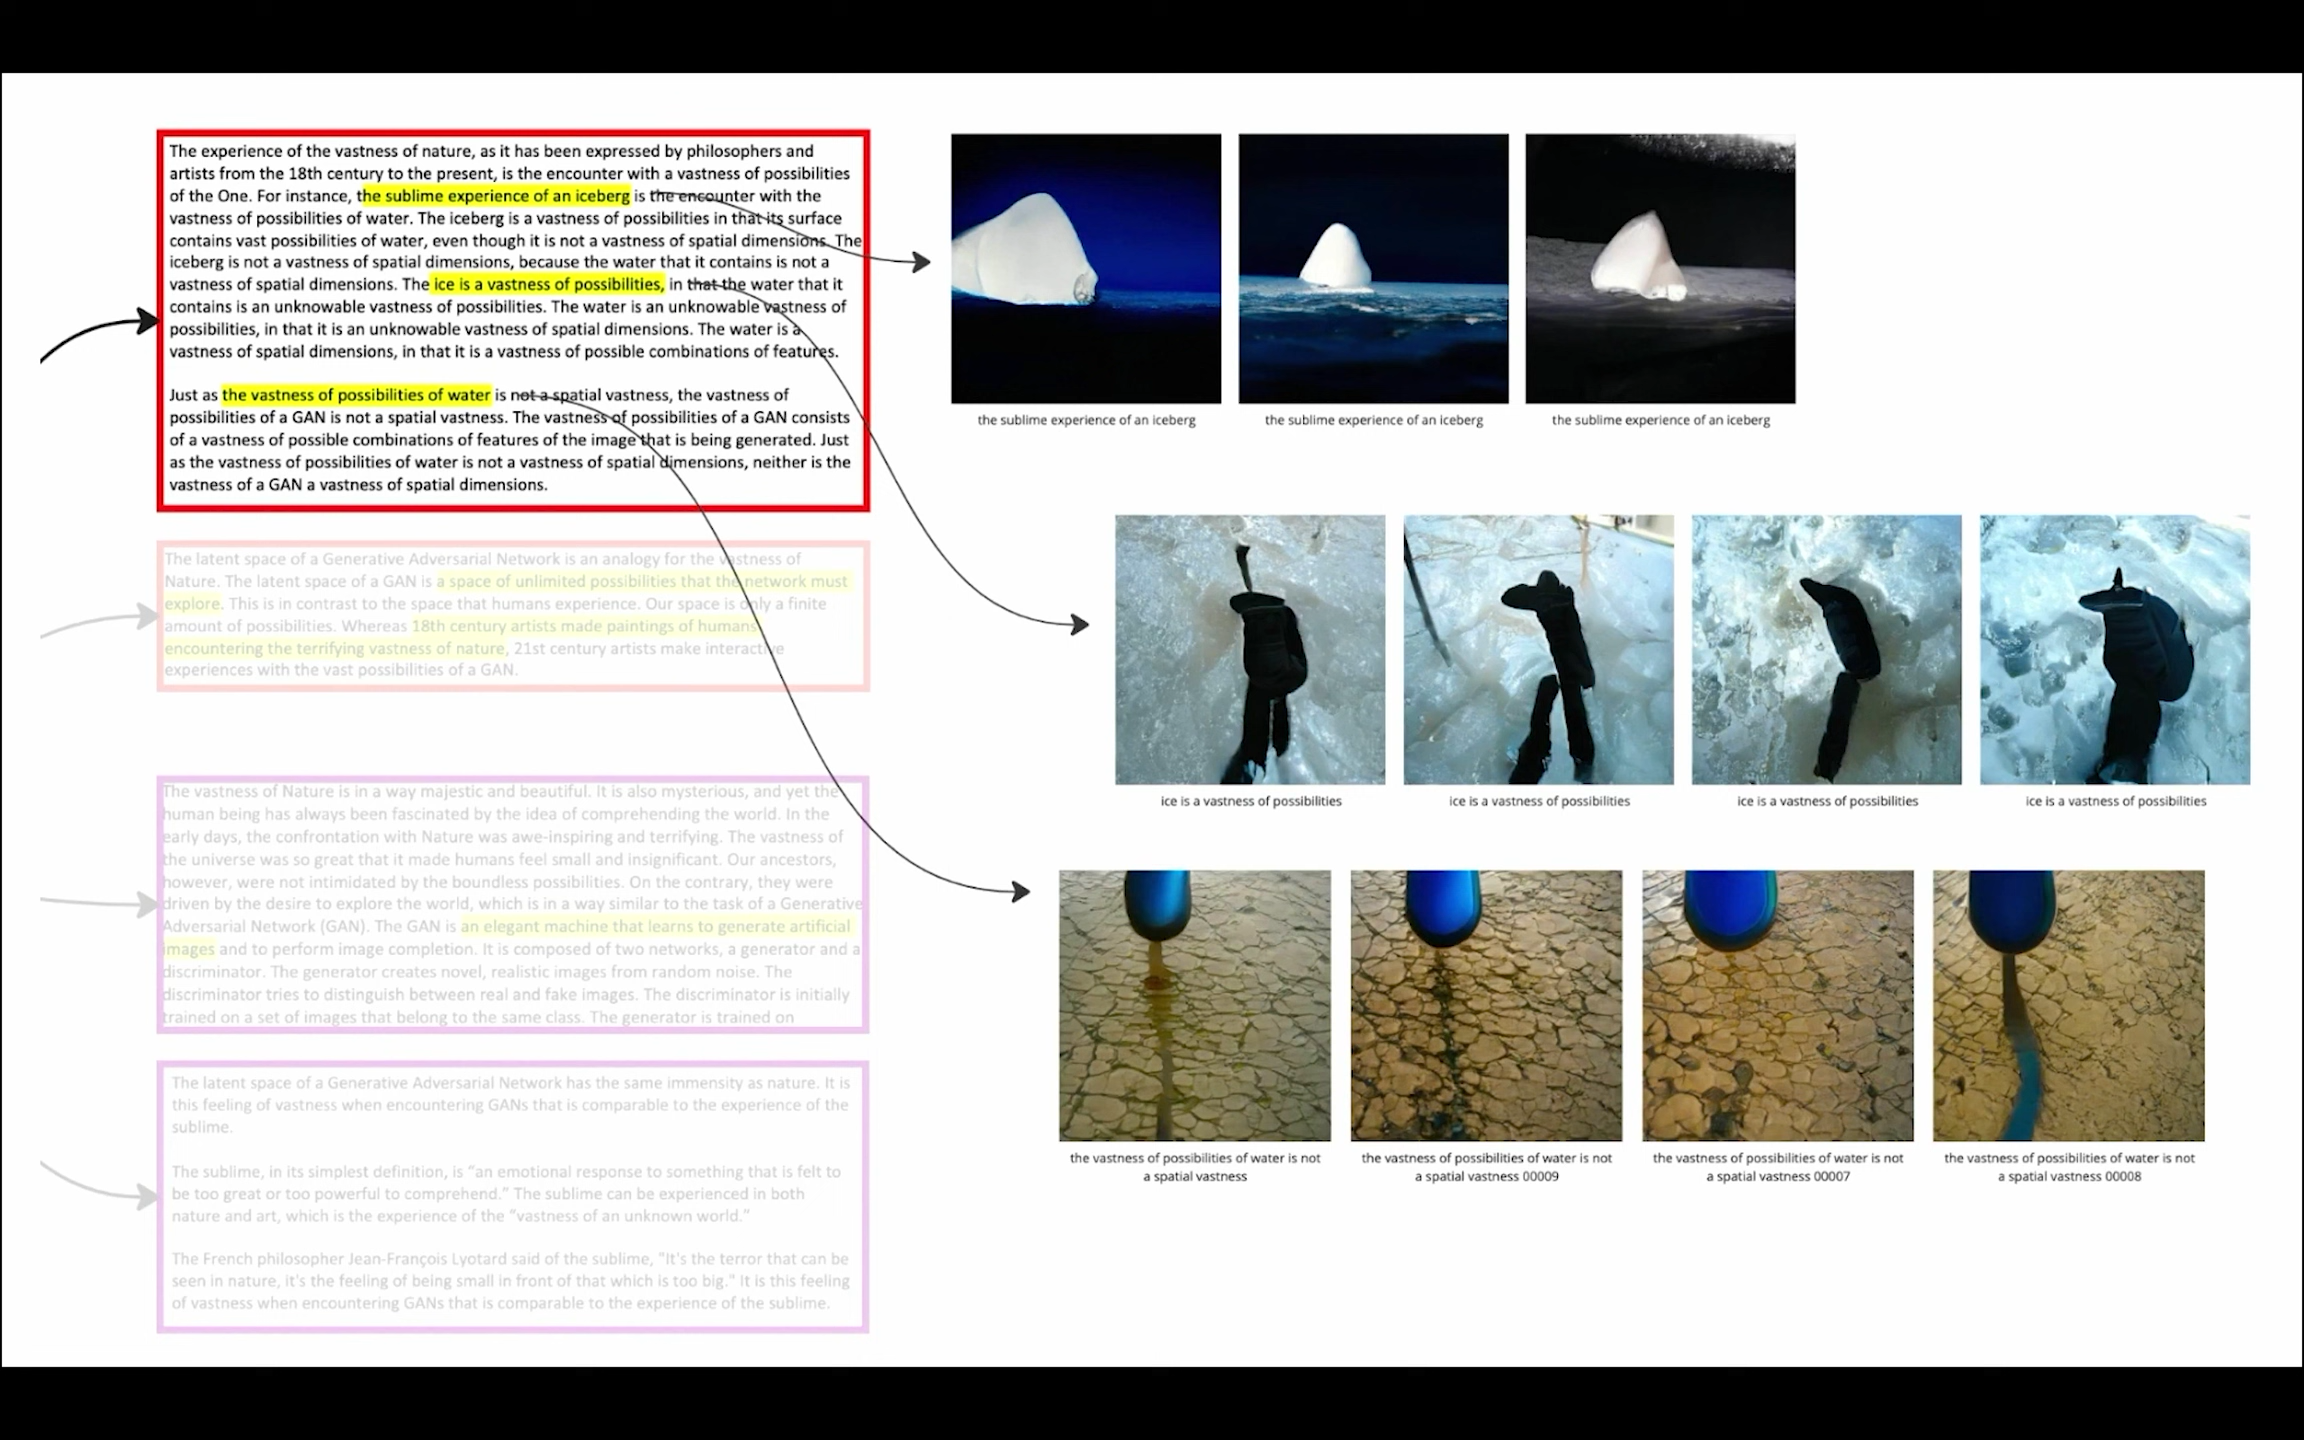 The experience of the vastness of nature, as it has been expressed by philosophers and
artists from the 18th century to the present, is the encounter with a vastness of possibilities
of the One. For instance, the sublime experience of an iceberg is the encounter with the
vastness of possibilities of water. The iceberg is a vastness of possibilities in that its surface
contains vast possibilities of water, even though it is not a vastness of spatial dimensions. The
iceberg is not a vastness of spatial dimensions, because the water that it contains is not a
vastness of spatial dimensions. The ice is a vastness of possibilities, in that the water that it
contains is an unknowable vastness of possibilities. The water is an unknowable vastness of
possibilities, in that it is an unknowable vastness of spatial dimensions. The water is a
vastness of spatial dimensions, in that it is a vastness of possible combinations of features.
Just as the vastness of possibilities of water is not a spatial vastness, the vastness of
possibilities of a GAN is not a spatial vastness. The vastness of possibilities of a GAN consists
of a vastness of possible combinations of features of the image that is being generated. Just
as the vastness of possibilities of water is not a vastness of spatial dimensions, neither is the
vastness of a GAN a vastness of spatial dimensions.
The latent space of a Generative Adversarial Network is an analogy for the vastness of
Nature. The latent space of a GAN is a space of unlimited possibilities that the network must
explore. This is in contrast to the space that humans experience. Our space is only a finite
amount of possibilities. Whereas 18th century artists made paintings of humans
encountering the terrifying vastness of nature, 21st century artists make interactive
experiences with the vast possibilities of a GAN.
The vastness of Nature is in a way majestic and beautiful. It is also mysterious, and yet the
human being has always been fascinated by the idea of comprehending the world. In the
early days, the confrontation with Nature was awe-inspiring and terrifying. The vastness of
the universe was so great that it made humans feel small and insignificant. Our ancestors,
however, were not intimidated by the boundless possibilities. On the contrary, they were
driven by the desire to explore the world, which is in a way similar to the task of a Generative
Adversarial Network (GAN). The GAN is an elegant machine that learns to generate artificial
images and to perform image completion. It is composed of two networks, a generator and a
discriminator. The generator creates novel, realistic images from random noise. The
discriminator tries to distinguish between real and fake images. The discriminator is initially
trained on a set of images that belong to the same class. The generator is trained on
The latent space of a Generative Adversarial Network has the same immensity as nature. It is
this feeling of vastness when encountering GANs that is comparable to the experience of the
sublime.
The sublime, in its simplest definition, is “an emotional response to something that is felt to
be too great or too powerful to comprehend.” The sublime can be experienced in both
nature and art, which is the experience of the “vastness of an unknown world.”
The French philosopher Jean-François Lyotard said of the sublime, "It's the terror that can be
seen in nature, it's the feeling of being small in front of that which is too big." It is this feeling
of vastness when encountering GANs that is comparable to the experience of the sublime.
the sublime experience of an iceberg
the sublime experience of an iceberg
the sublime experience of an iceberg
ice is a vastness of possibilities
ice is a vastness of possibilities
ice is a vastness of possibilities
ice is a vastness of possibilities
the vastness of possibilities of water is not
a spatial vastness
the vastness of possibilities of water is not
a spatial vastness 00009
the vastness of possibilities of water is not
a spatial vastness 00007
the vastness of possibilities of water is not
a spatial vastness 00008